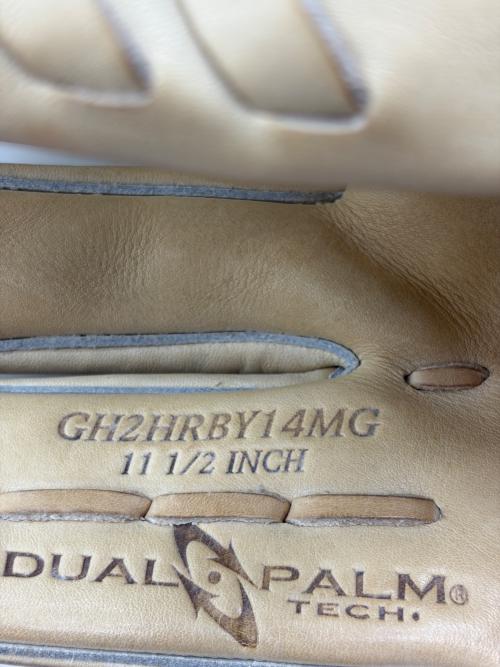 GH2HRBY14MG
11 1/2 INCH
DUAL PALM®
TECH.